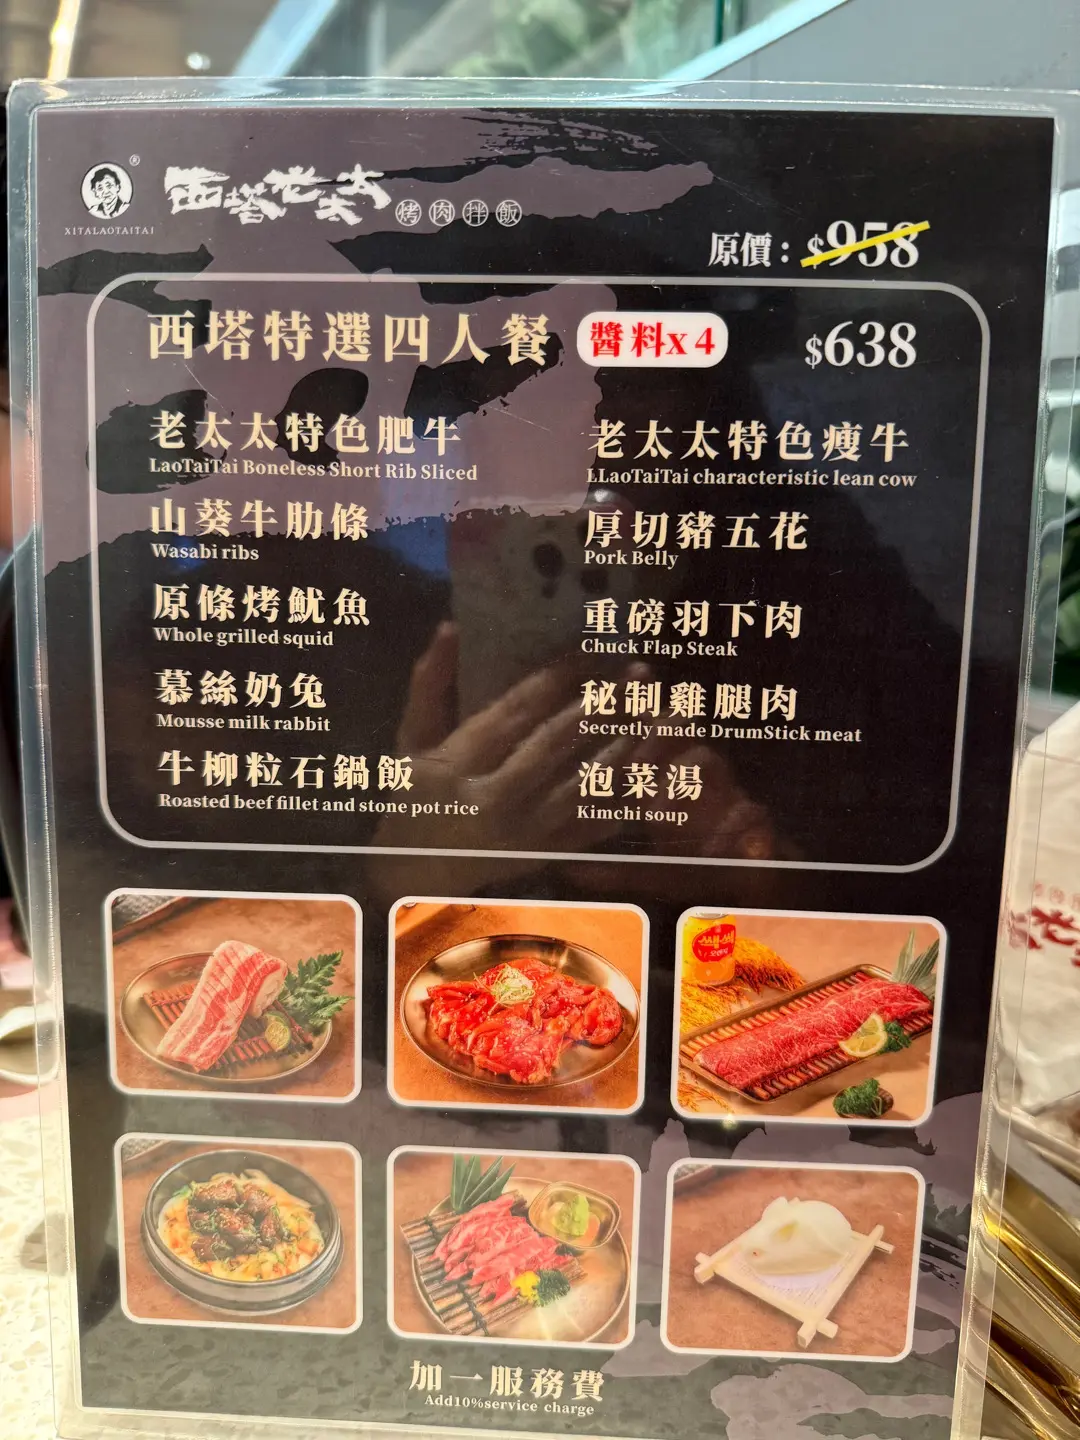 ®
XITALAOTAITAI
西塔老太太
烤肉拌飯
原價：$958
西塔特選四人餐
醬料x4
$638
老太太特色肥牛
LaoTaiTai Boneless Short Rib Sliced
老太太特色瘦牛
LLaoTaiTai characteristic lean cow
山葵牛肋條
Wasabi ribs
厚切豬五花
Pork Belly
原條烤魷魚
Whole grilled squid
重磅羽下肉
Chuck Flap Steak
慕絲奶兔
Mousse milk rabbit
秘制雞腿肉
Secretly made DrumStick meat
牛柳粒石鍋飯
Roasted beef fillet and stone pot rice
泡菜湯
Kimchi soup
쌕쌕
加一服務費
Add10%service charge